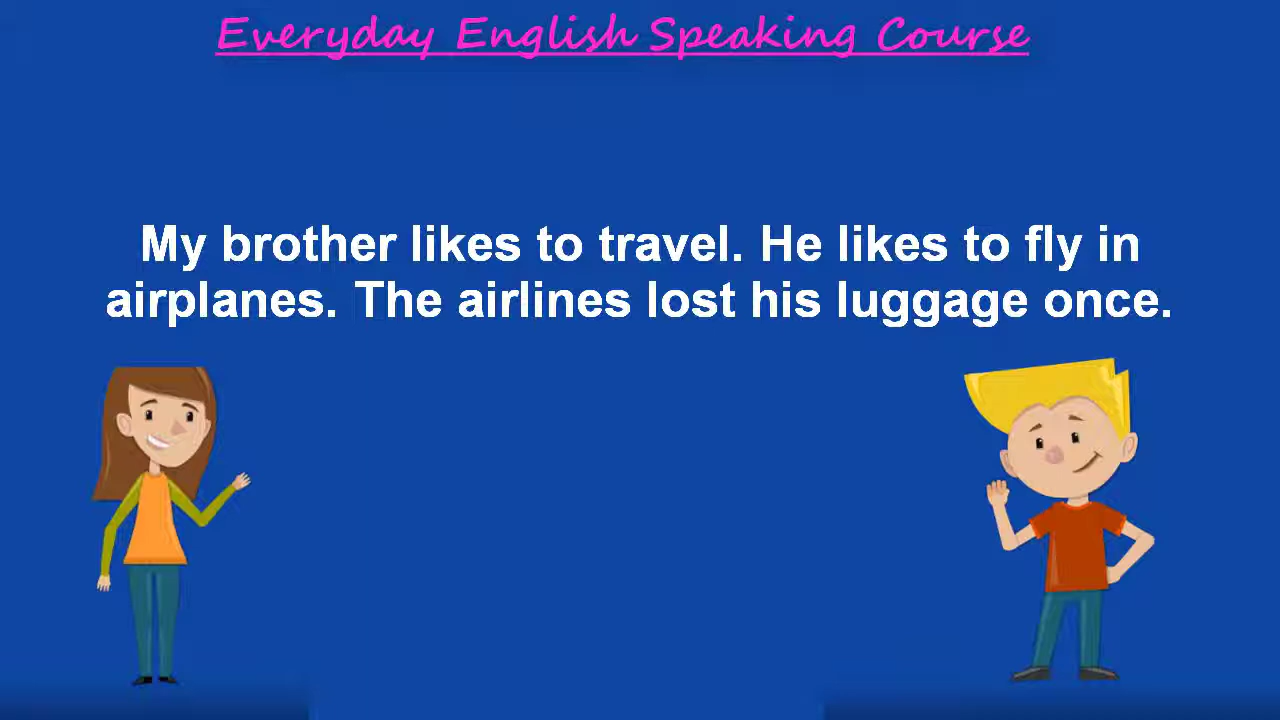 Everyday English Speaking Course
My brother likes to travel. He likes to fly in
airplanes. The airlines lost his luggage once.